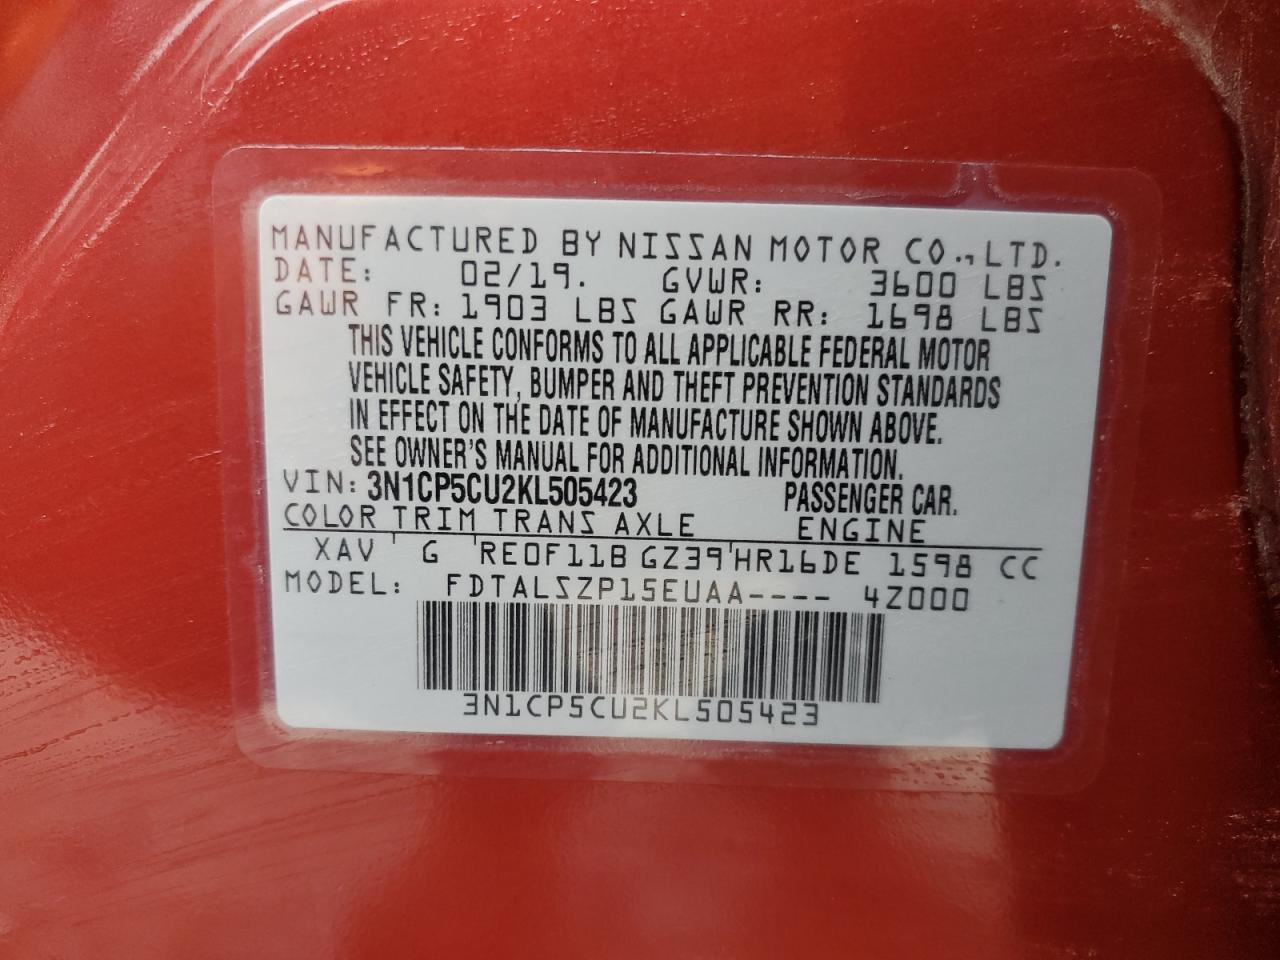 MANUFACTURED BY NISSAN MOTOR CO.,LTD.
DATE: 02/19. GVWR: 3600 LBS
GAWR FR: 1903 LBS GAWR RR: 1698 LBS
THIS VEHICLE CONFORMS TO ALL APPLICABLE FEDERAL MOTOR
VEHICLE SAFETY, BUMPER AND THEFT PREVENTION STANDARDS
IN EFFECT ON THE DATE OF MANUFACTURE SHOWN ABOVE.
SEE OWNER'S MANUAL FOR ADDITIONAL INFORMATION.
VIN: 3N1CP5CU2KL505423 PASSENGER CAR.
COLOR TRIM TRANS AXLE ENGINE
XAV ' G 'RE0F11B GZ39'HR16DE 1598 CC
MODEL: FDTALSZP15EUAA---- 4Z000
3N1CP5CU2KL505423